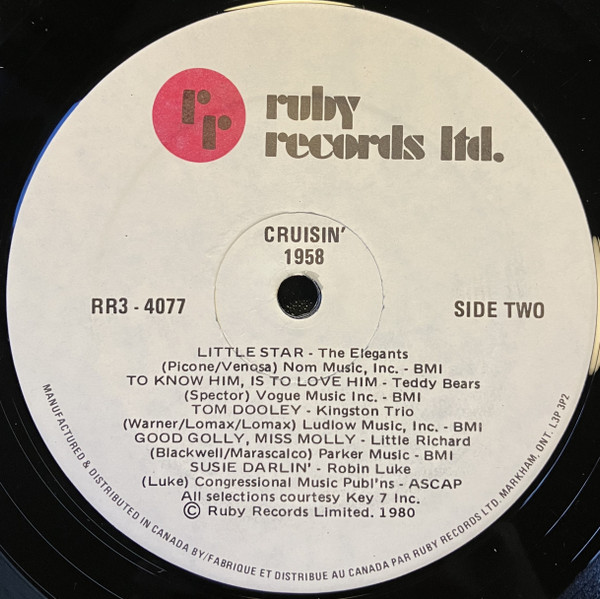 rr
ruby
records ltd.
CRUISIN'
1958
RR3 - 4077
SIDE TWO
LITTLE STAR - The Elegants
(Picone/Venosa) Nom Music, Inc. - BMI
TO KNOW HIM, IS TO LOVE HIM - Teddy Bears
(Spector) Vogue Music Inc. - BMI
TOM DOOLEY - Kingston Trio
(Warner/Lomax/Lomax) Ludlow Music, Inc. - BMI
GOOD GOLLY, MISS MOLLY - Little Richard
(Blackwell/Marascalco) Parker Music - BMI
SUSIE DARLIN' - Robin Luke
(Luke) Congressional Music Publ'ns - ASCAP
All selections courtesy Key 7 Inc.
© Ruby Records Limited. 1980
MANUFACTURED & DISTRIBUTED IN CANADA BY/FABRIQUE ET DISTRIBUE AU CANADA PAR RUBY RECORDS LTD. MARKHAM, ONT. L3P 3P2